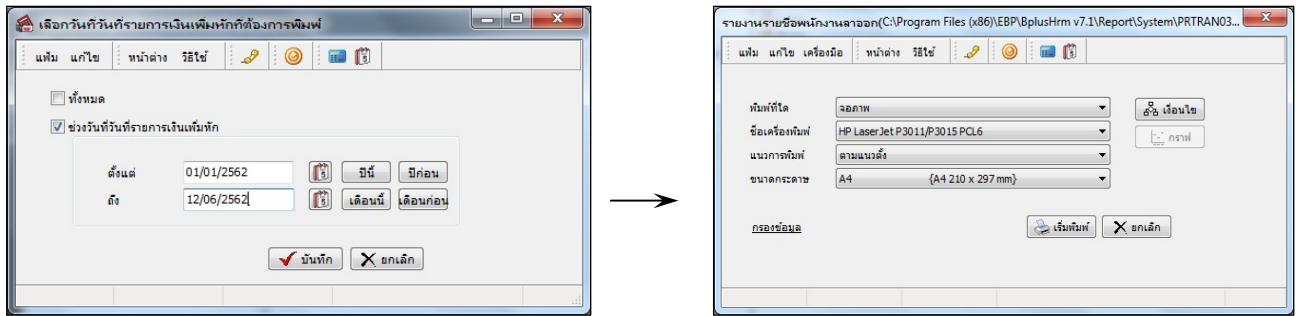 เลือกวันที่วันที่รายการเงินเพิ่มหักที่ต้องการพิมพ์
แฟ้ม แก้ไข หน้าต่าง วิธีใช้
ทั้งหมด
ช่วงวันที่วันที่รายการเงินเพิ่มหัก
ตั้งแต่ 01/01/2562 ปีนี้ ปีก่อน
ถึง 12/06/2562 เดือนนี้ เดือนก่อน
บันทึก ยกเลิก
รายงานรายชื่อพนักงานลาออก(C:\Program Files (x86)\EBP\BplusHrm v7.1\Report\System\PRTRAN03...
แฟ้ม แก้ไข เครื่องมือ หน้าต่าง วิธีใช้
พิมพ์ที่ใด จอภาพ เงื่อนไข
ชื่อเครื่องพิมพ์ HP LaserJet P3011/P3015 PCL6 กราฟ
แนวการพิมพ์ ตามแนวตั้ง
ขนาดกระดาษ A4 {A4 210 x 297 mm}
กรองข้อมูล เริ่มพิมพ์ ยกเลิก